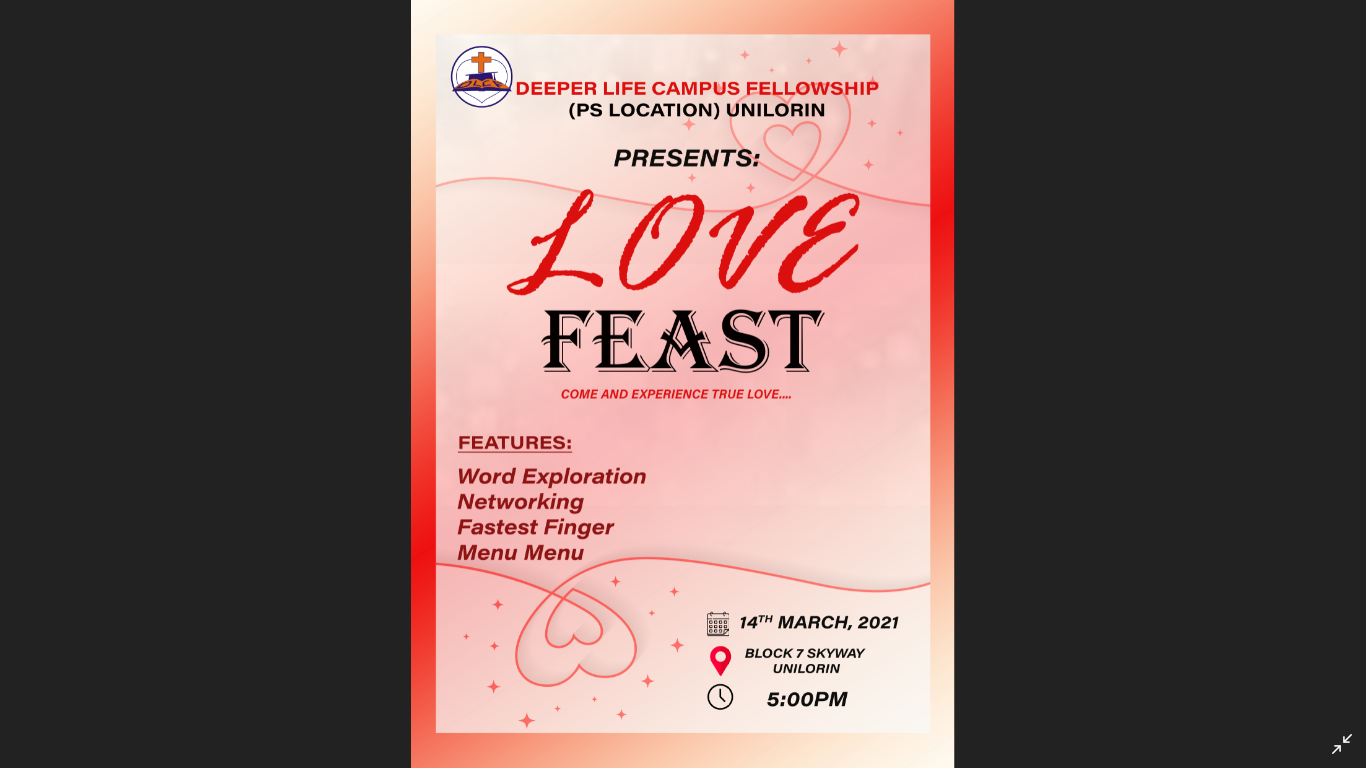 DLCF
DEEPER LIFE CAMPUS FELLOWSHIP
(PS LOCATION) UNILORIN
PRESENTS:
LOVE
FEAST
COME AND EXPERIENCE TRUE LOVE....
FEATURES:
Word Exploration
Networking
Fastest Finger
Menu Menu
14TH MARCH, 2021
BLOCK 7 SKYWAY
UNILORIN
5:00PM